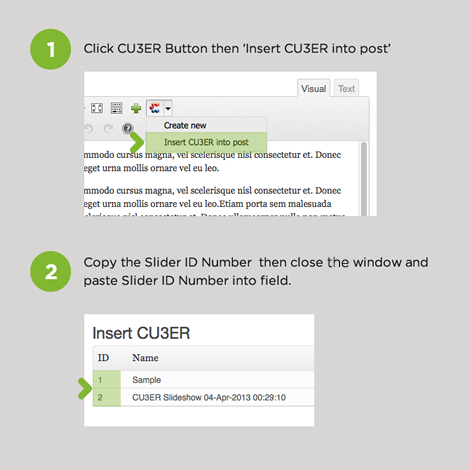 1
Click CU3ER Button then 'Insert CU3ER into post'
Visual Text
Create new
Insert CU3ER into post
mmodo cursus magna, vel scelerisque nisl consectetur et. Donec
eget urna mollis ornare vel eu leo.
mmodo cursus magna, vel scelerisque nisl consectetur et. Donec
eget urna mollis ornare vel eu leo.Etiam porta sem malesuada
2
Copy the Slider ID Number then close the window and
paste Slider ID Number into field.
Insert CU3ER
ID Name
1 Sample
2 CU3ER Slideshow 04-Apr-2013 00:29:10